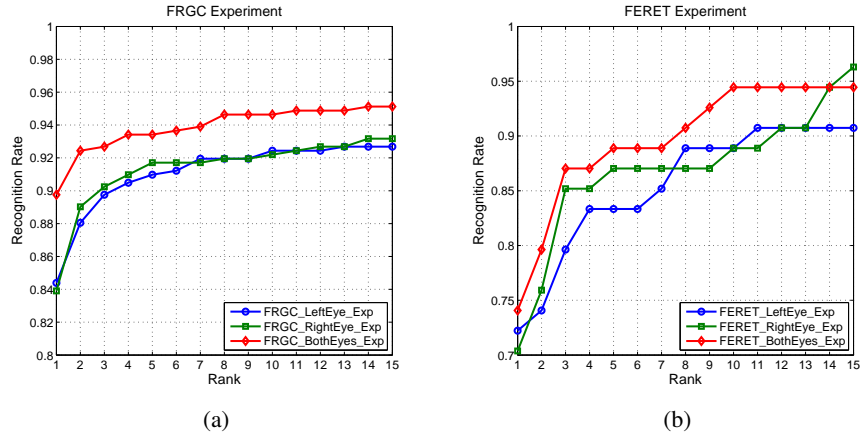 FRGC Experiment
1
0.98
0.96
0.94
0.92
0.9
0.88
0.86
0.84
0.82
0.8
Recognition Rate
1 2 3 4 5 6 7 8 9 10 11 12 13 14 15
Rank
FRGC_LeftEye_Exp
FRGC_RightEye_Exp
FRGC_BothEyes_Exp
(a)
FERET Experiment
1
0.95
0.9
0.85
0.8
0.75
0.7
Recognition Rate
1 2 3 4 5 6 7 8 9 10 11 12 13 14 15
Rank
FERET_LeftEye_Exp
FERET_RightEye_Exp
FERET_BothEyes_Exp
(b)